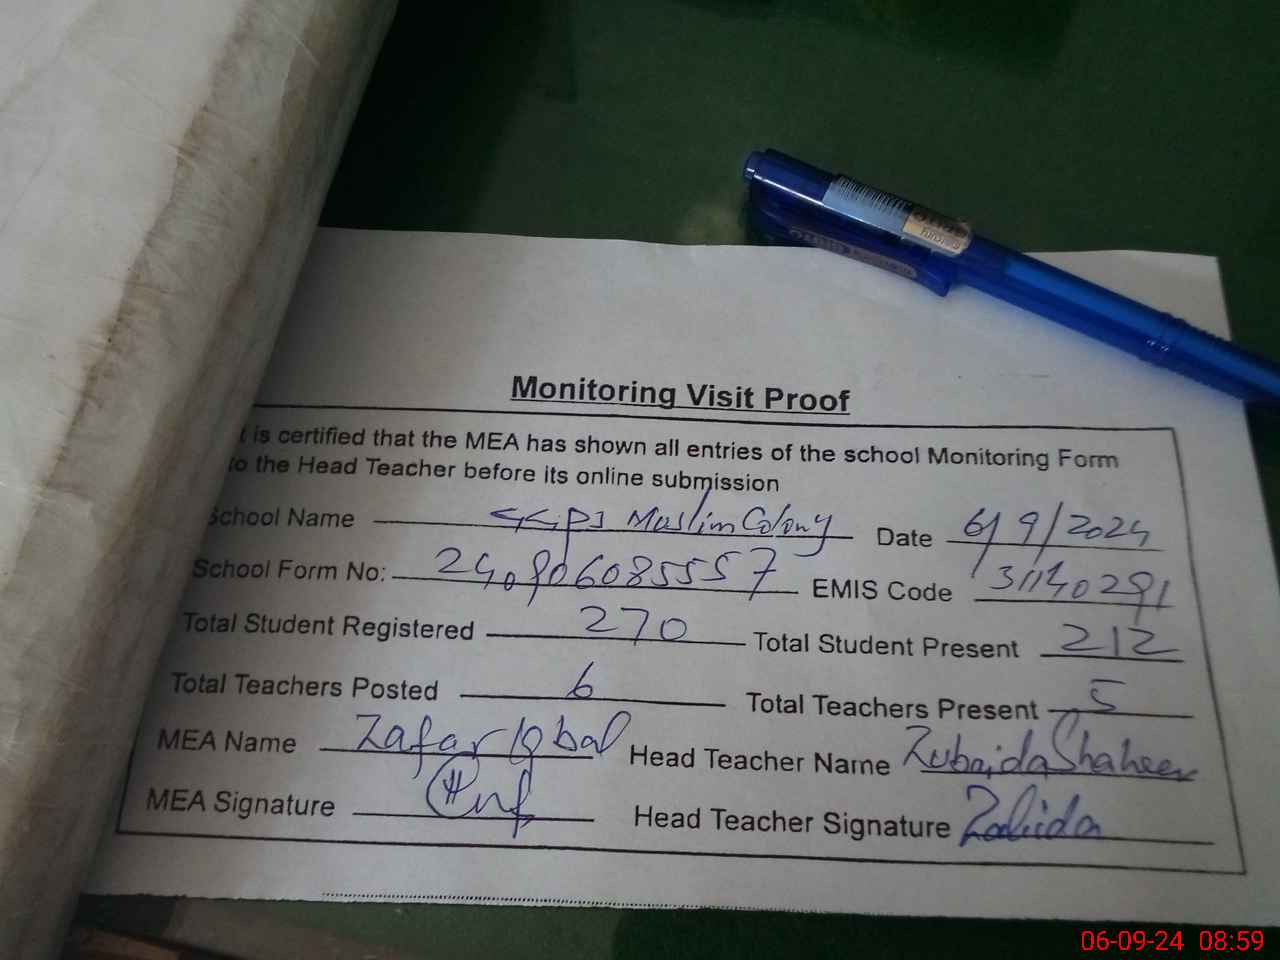 Monitoring Visit Proof
t is certified that the MEA has shown all entries of the school Monitoring Form
to the Head Teacher before its online submission
School Name GGPS Muslim Colony Date 6/9/2024
School Form No: 240906085557 EMIS Code 31140291
Total Student Registered 270 Total Student Present 212
Total Teachers Posted 6 Total Teachers Present 5
MEA Name Zafar Iqbal Head Teacher Name Zubaida Shaheen
MEA Signature Head Teacher Signature
06-09-24 08:59